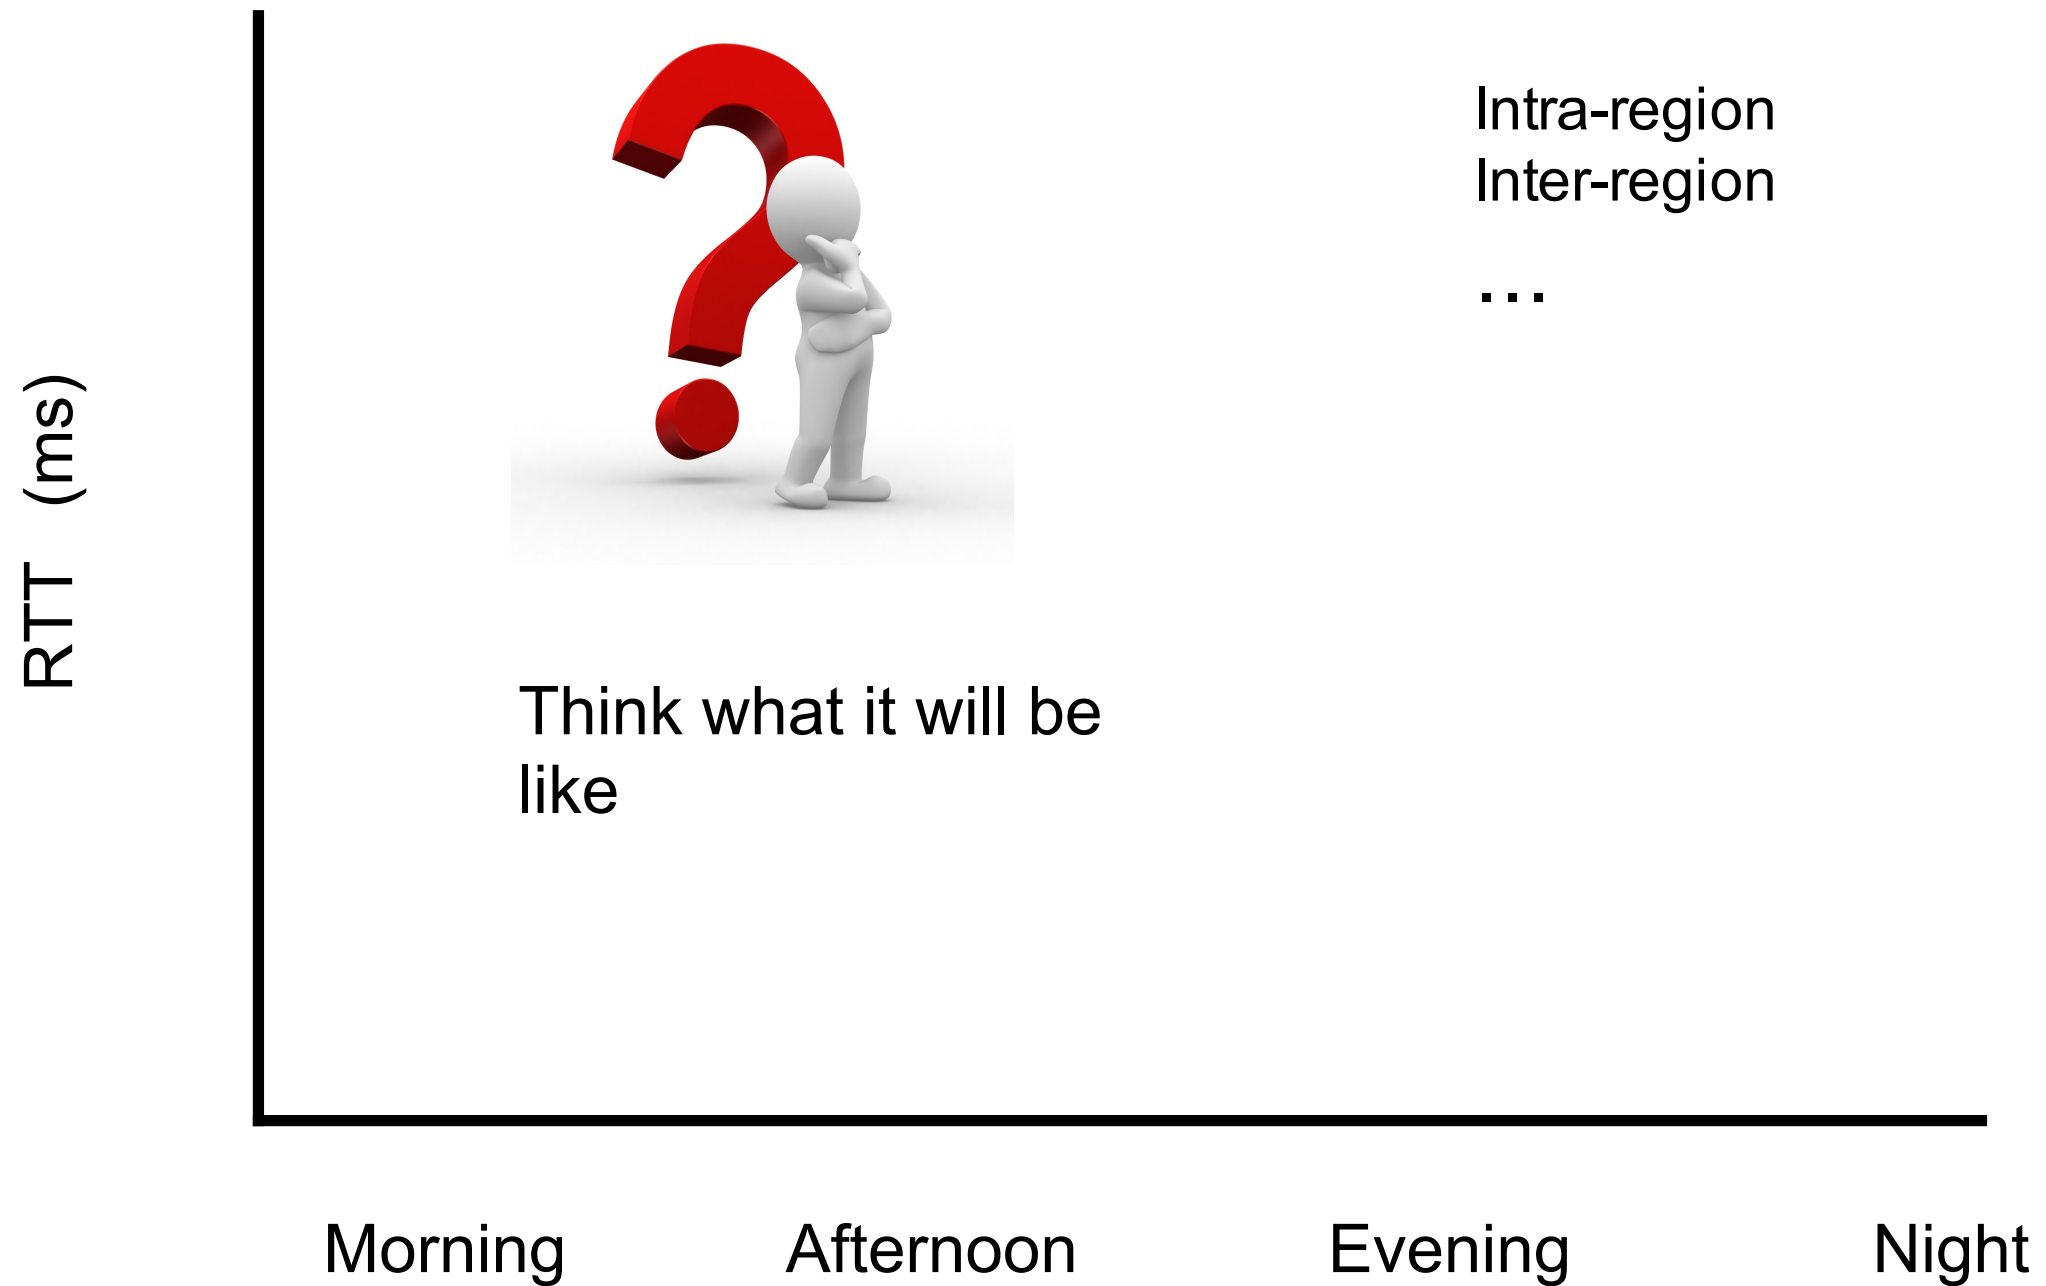 Intra-region
Inter-region
...
RTT (ms)
Think what it will be
like
Morning Afternoon Evening Night